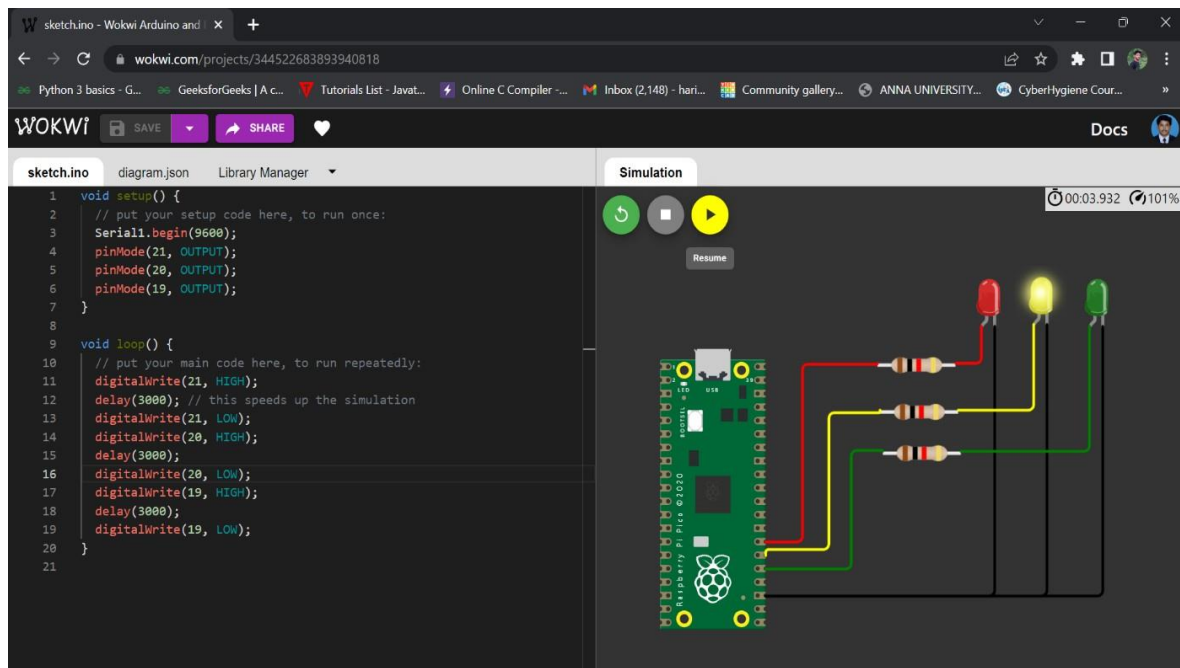 sketch.ino - Wokwi Arduino and
wokwi.com/projects/344522683893940818
Python 3 basics - G... GeeksforGeeks | A c... Tutorials List - Javat... Online C Compiler -... Inbox (2,148) - hari... Community gallery... ANNA UNIVERSITY... CyberHygiene Cour... »
WOKWi SAVE SHARE Docs
sketch.ino diagram.json Library Manager Simulation
1 void setup() {
2 // put your setup code here, to run once:
3 Serial1.begin(9600);
4 pinMode(21, OUTPUT);
5 pinMode(20, OUTPUT);
6 pinMode(19, OUTPUT);
7 }
8
9 void loop() {
10 // put your main code here, to run repeatedly:
11 digitalWrite(21, HIGH);
12 delay(3000); // this speeds up the simulation
13 digitalWrite(21, LOW);
14 digitalWrite(20, HIGH);
15 delay(3000);
16 digitalWrite(20, LOW);
17 digitalWrite(19, HIGH);
18 delay(3000);
19 digitalWrite(19, LOW);
20 }
21
00:03.932 101%
Resume
LED USB
BOOTSEL
Raspberry Pi Pico ©2020